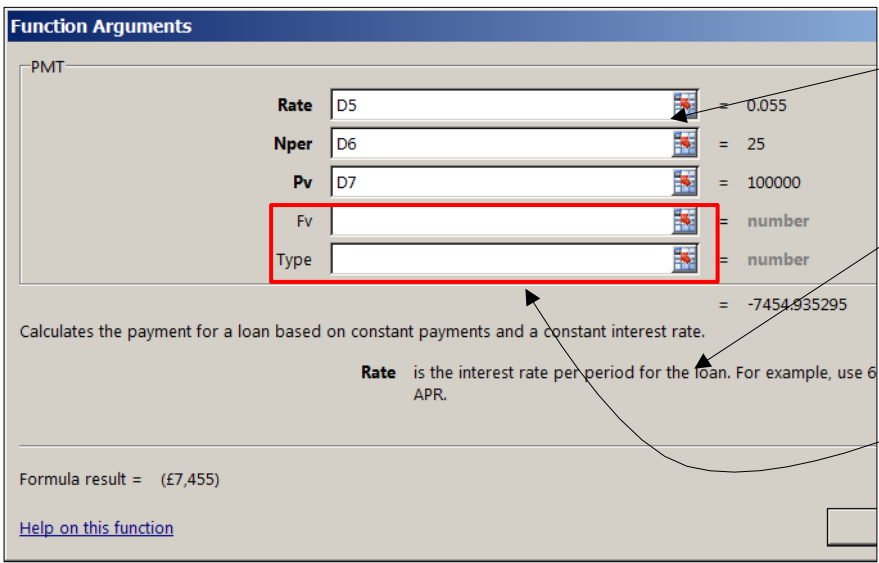 Function Arguments
PMT
Rate D5 = 0.055
Nper D6 = 25
Pv D7 = 100000
Fv = number
Type = number
= -7454.935295
Calculates the payment for a loan based on constant payments and a constant interest rate.
Rate is the interest rate per period for the loan. For example, use 6
APR.
Formula result = (£7,455)
Help on this function